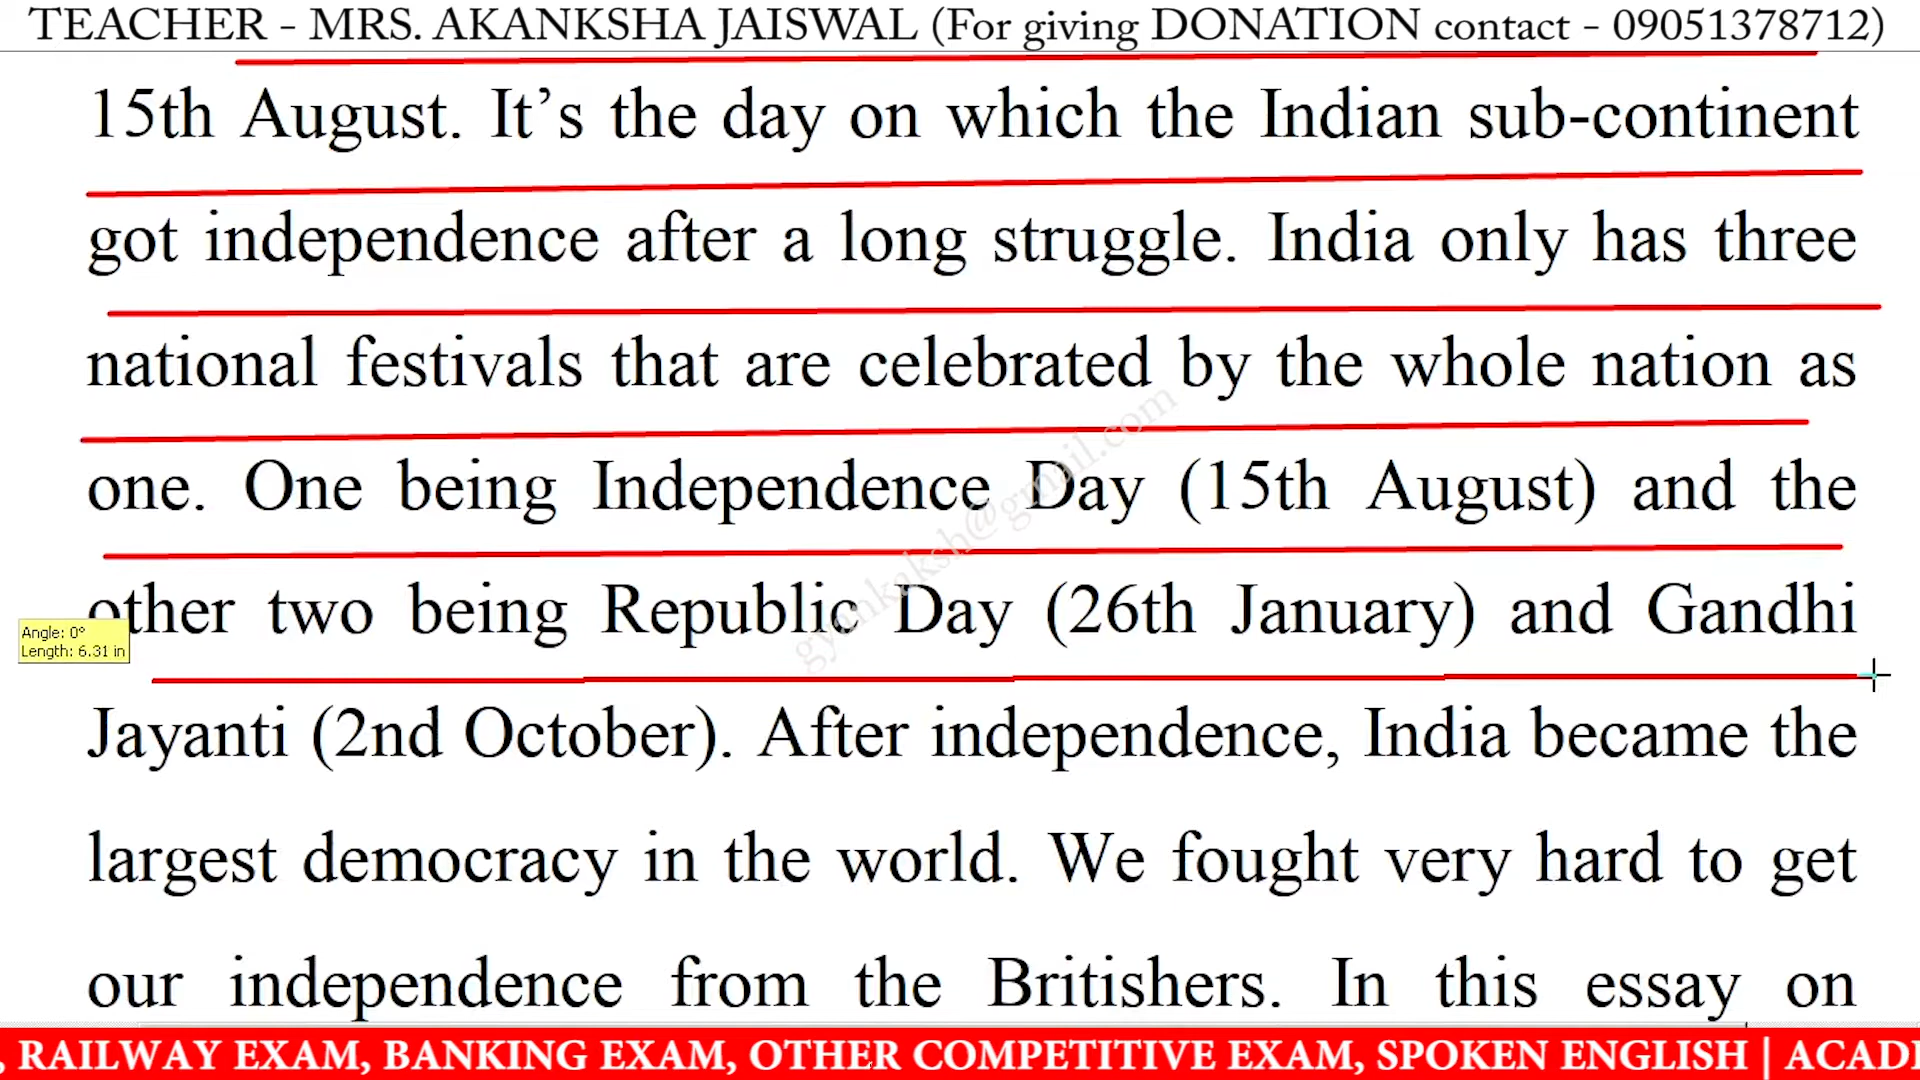 TEACHER - MRS. AKANKSHA JAISWAL (For giving DONATION contact - 09051378712)
15th August. It’s the day on which the Indian sub-continent
got independence after a long struggle. India only has three
national festivals that are celebrated by the whole nation as
one. One being Independence Day (15th August) and the
other two being Republic Day (26th January) and Gandhi
Angle: 0°
Length: 6.31 in
Jayanti (2nd October). After independence, India became the
largest democracy in the world. We fought very hard to get
our independence from the Britishers. In this essay on
gyankaksh@gmail.com
, RAILWAY EXAM, BANKING EXAM, OTHER COMPETITIVE EXAM, SPOKEN ENGLISH | ACAD